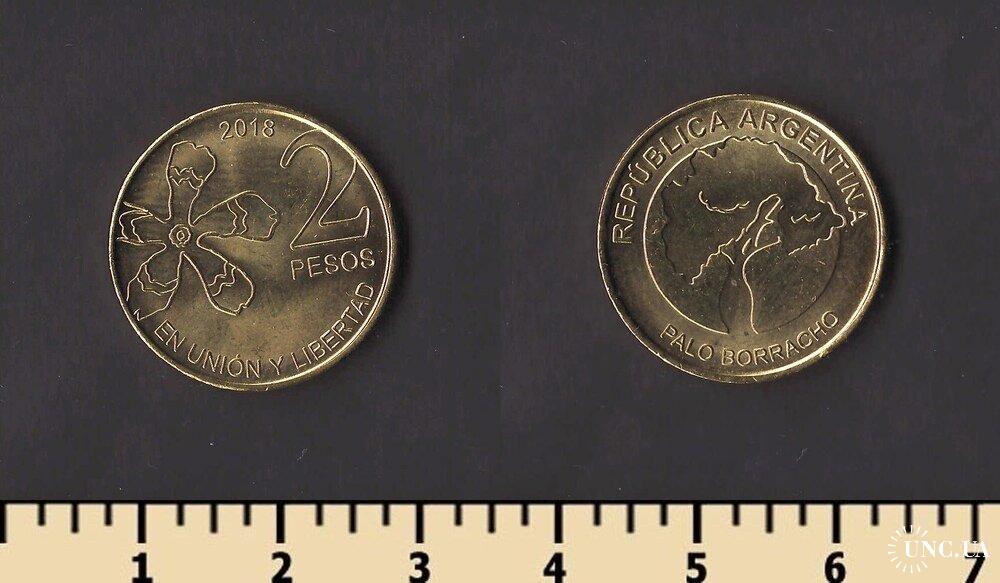 2018
2
PESOS
EN UNIÓN Y LIBERTAD
REPÚBLICA ARGENTINA
PALO BORRACHO
1 2 3 4 5 6 7
UNC.UA